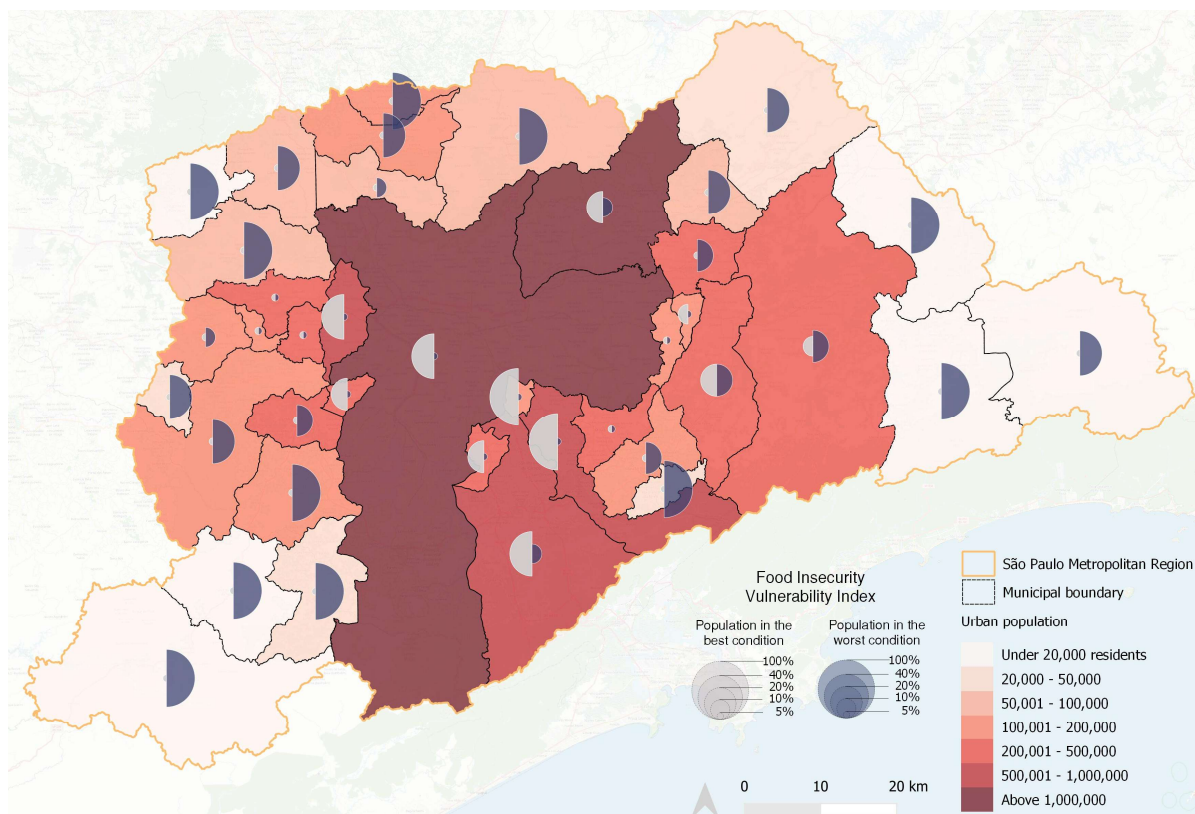 Food Insecurity
Vulnerability Index
Population in the
best condition
100%
40%
20%
10%
5%
Population in the
worst condition
100%
40%
20%
10%
5%
0 10 20 km
São Paulo Metropolitan Region
Municipal boundary
Urban population
Under 20,000 residents
20,000 - 50,000
50,001 - 100,000
100,001 - 200,000
200,001 - 500,000
500,001 - 1,000,000
Above 1,000,000